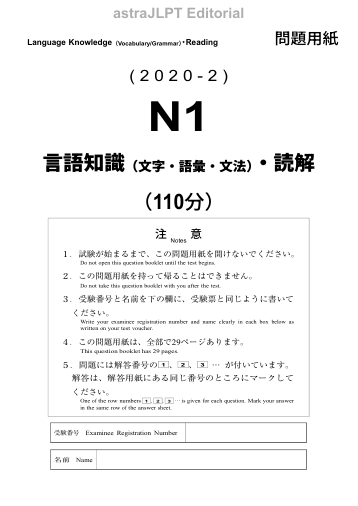 astraJLPT Editorial
Language Knowledge (Vocabulary/Grammar)・Reading
問題用紙
(2020-2)
N1
言語知識（文字・語彙・文法）・読解
（110分）
注　意
Notes
1．試験が始まるまで、この問題用紙を開けないでください。
Do not open this question booklet until the test begins.
2．この問題用紙を持って帰ることはできません。
Do not take this question booklet with you after the test.
3．受験番号と名前を下の欄に、受験票と同じように書いて
ください。
Write your examinee registration number and name clearly in each box below as
written on your test voucher.
4．この問題用紙は、全部で29ページあります。
This question booklet has 29 pages.
5．問題には解答番号の1、2、3 … が付いています。
解答は、解答用紙にある同じ番号のところにマークして
ください。
One of the row numbers 1, 2, 3 … is given for each question. Mark your answer
in the same row of the answer sheet.
受験番号　Examinee Registration Number
名前　Name